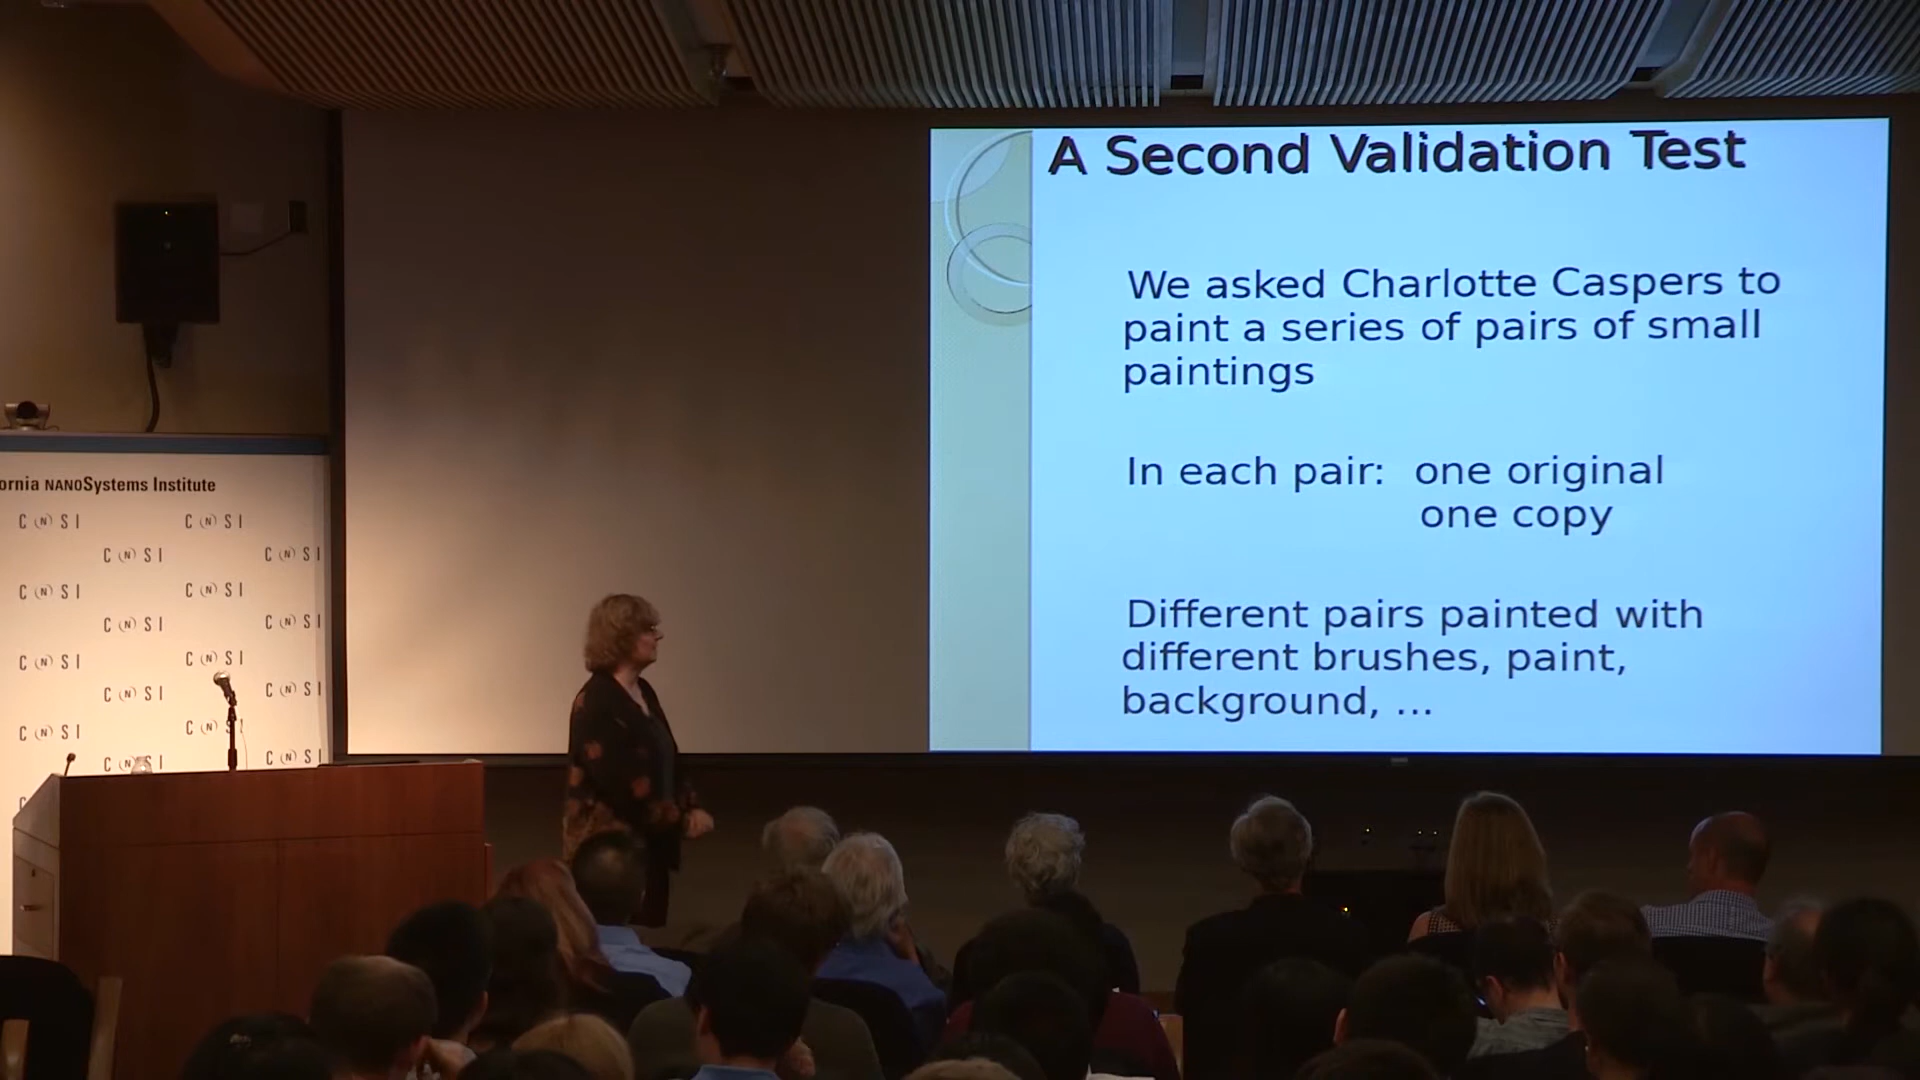 A Second Validation Test
We asked Charlotte Caspers to
paint a series of pairs of small
paintings
In each pair: one original
one copy
Different pairs painted with
different brushes, paint,
background, ...
ornia NANOSystems Institute
C (N) S I C (N) S I
C (N) S I C (N) S I
C (N) S I C (N) S I
C (N) S I C (N) S I
C (N) S I C (N) S I
C (N) S I C (N) S I
C (N) S I C (N) S I
C (N) S I C (N) S I